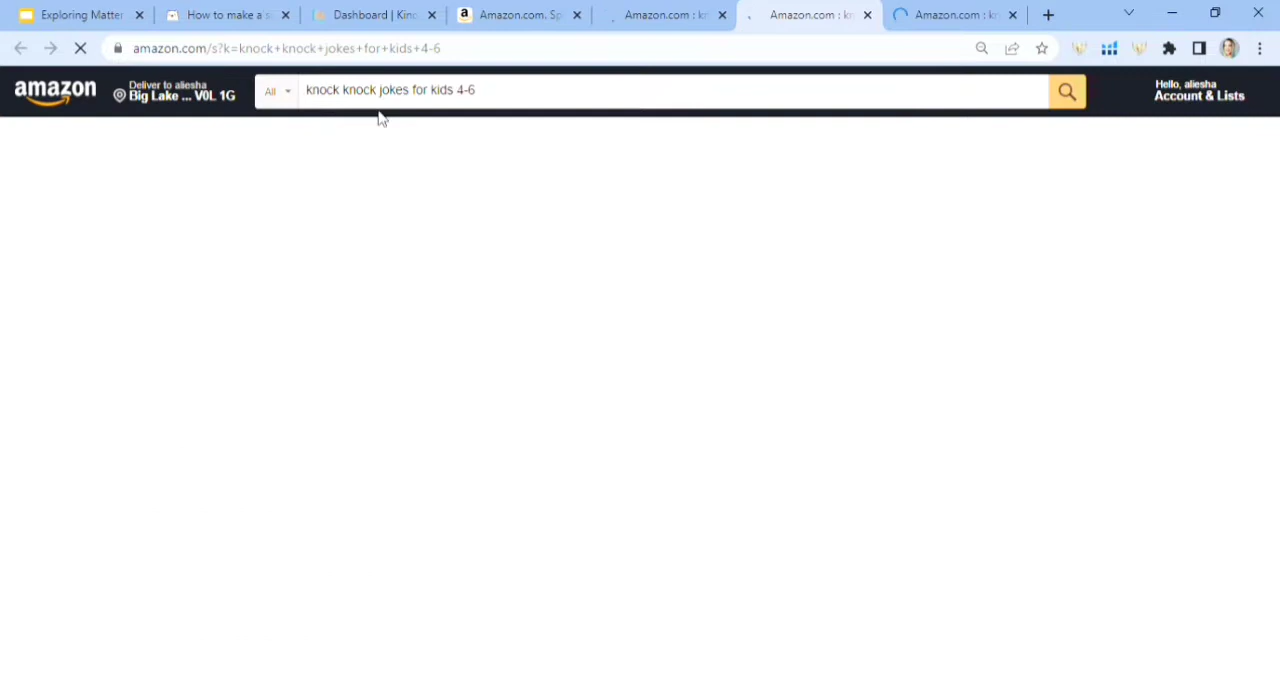 Exploring Matter
How to make a s
Dashboard | Kind
Amazon.com. Sp
Amazon.com : kn
Amazon.com : kn
Amazon.com : kn
amazon.com/s?k=knock+knock+jokes+for+kids+4-6
amazon
Deliver to aliesha
Big Lake ... V0L 1G
All
knock knock jokes for kids 4-6
Hello, aliesha
Account & Lists